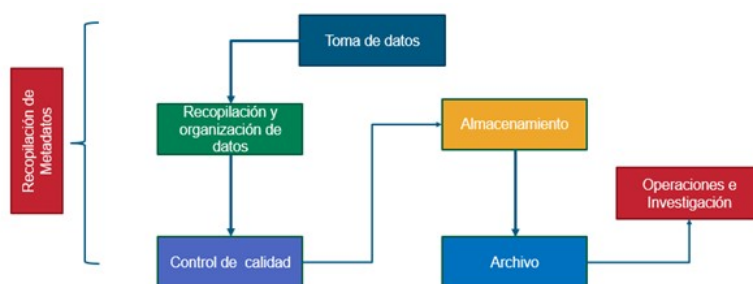 Recopilación de
Metadatos
Toma de datos
Recopilación y
organización de
datos
Almacenamiento
Operaciones e
Investigación
Control de calidad
Archivo